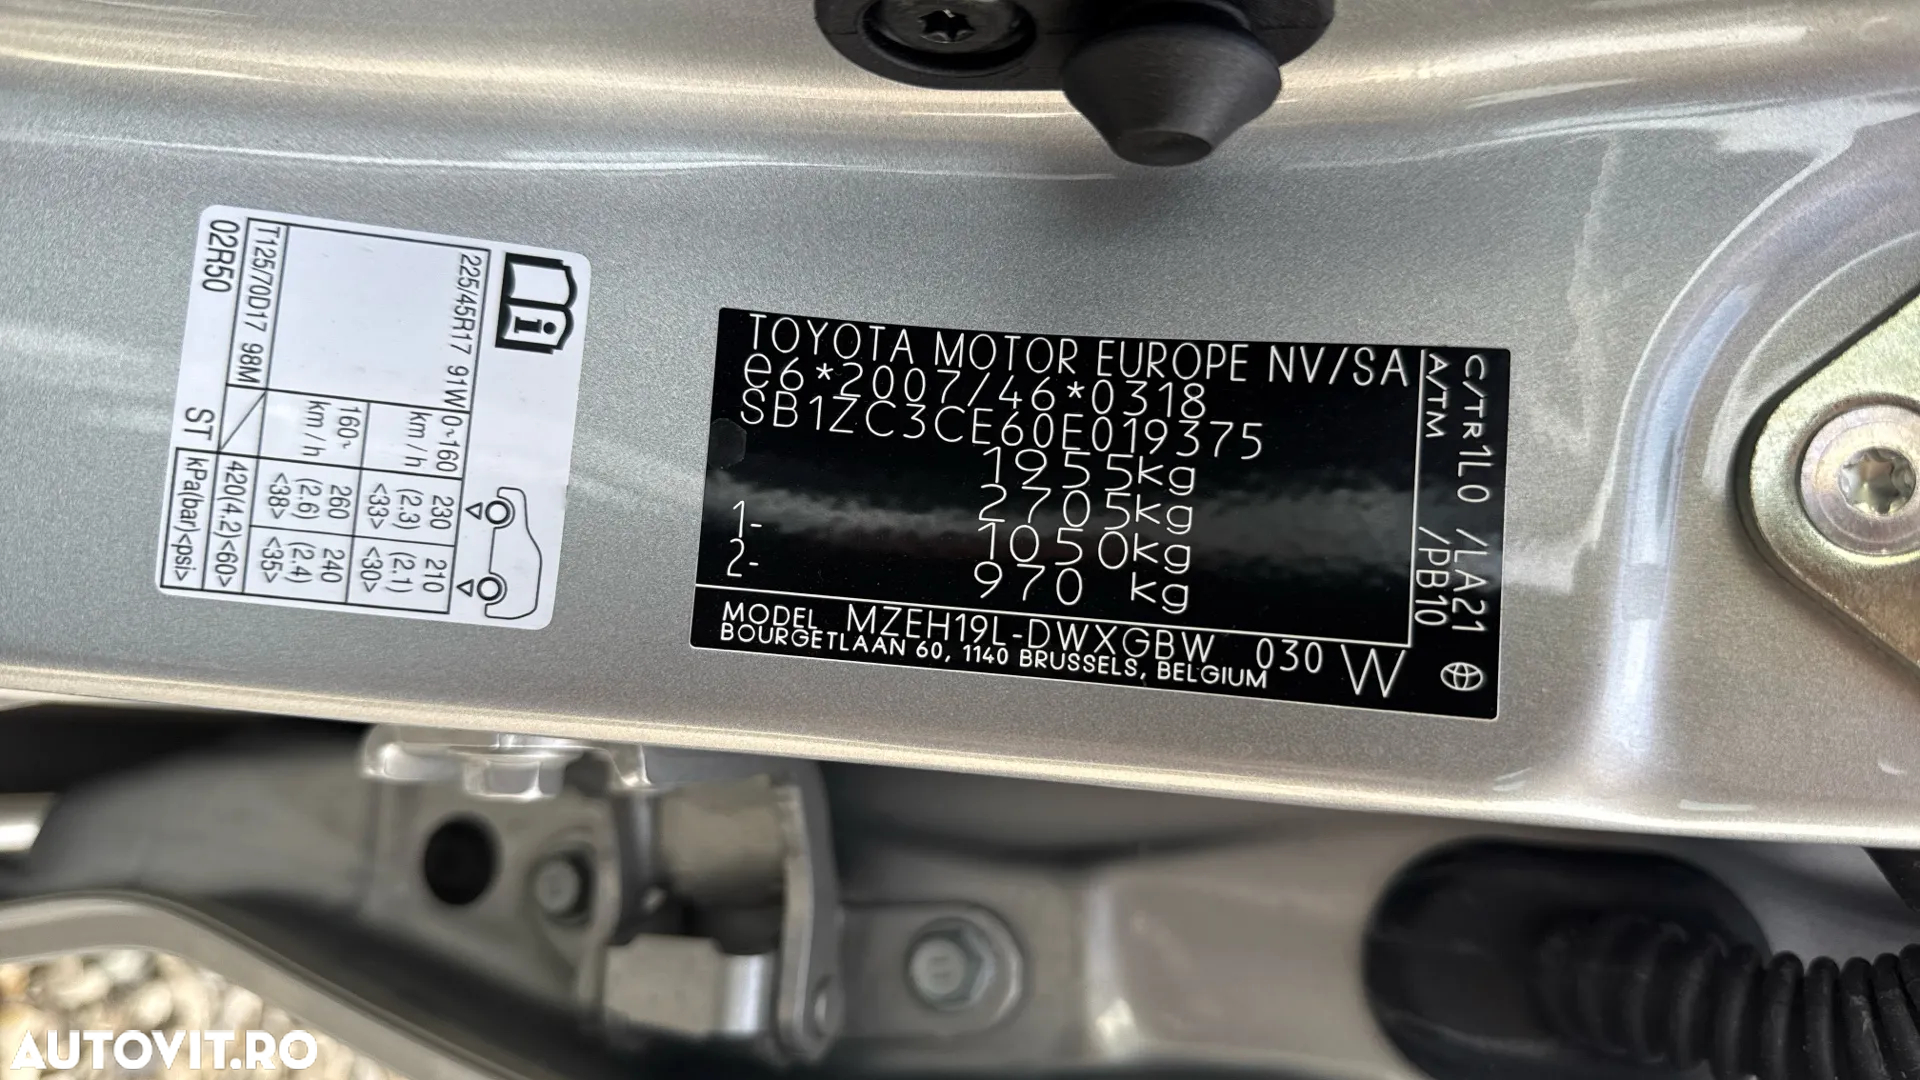 225/45R17 91W
0~160 km/h
230 (2.3) <33>
210 (2.1) <30>
160~ km/h
260 (2.6) <38>
240 (2.4) <35>
T125/70D17 98M
420(4.2)<60>
02R50 ST kPa(bar)<psi>
TOYOTA MOTOR EUROPE NV/SA
e6*2007/46*0318
SB1ZC3CE60E019375
1955kg
2705kg
1- 1050kg
2- 970 kg
C/TR 1L0 /LA21
A/TM /PB10
MODEL MZEH19L-DWXGBW 030 W
BOURGETLAAN 60, 1140 BRUSSELS, BELGIUM
AUTOVIT.RO